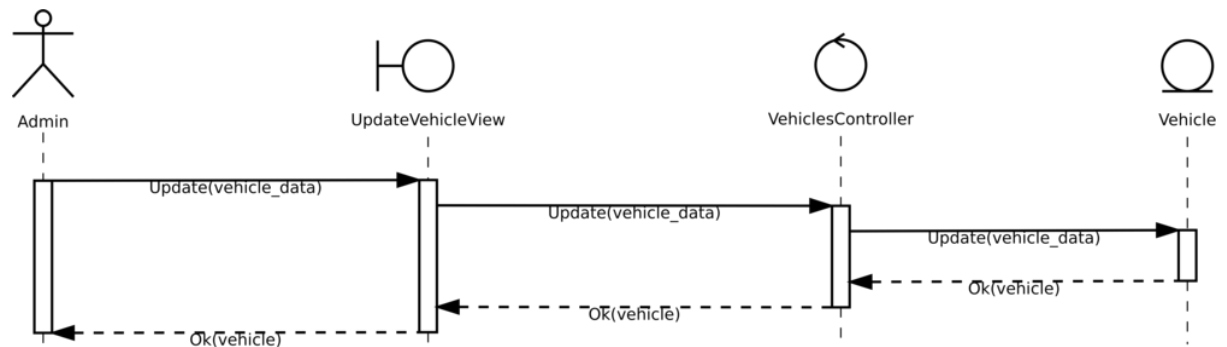 Admin
UpdateVehicleView
VehiclesController
Vehicle
Update(vehicle_data)
Update(vehicle_data)
Update(vehicle_data)
Ok(vehicle)
Ok(vehicle)
Ok(vehicle)